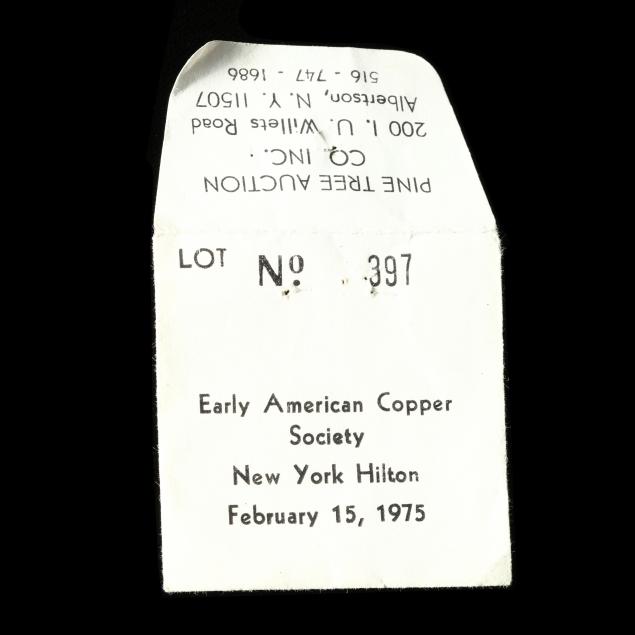 PINE TREE AUCTION
CO. INC.
200 I. U. Willets Road
Albertson, N. Y. 11507
516 - 747 - 1686
LOT No. 397
Early American Copper
Society
New York Hilton
February 15, 1975